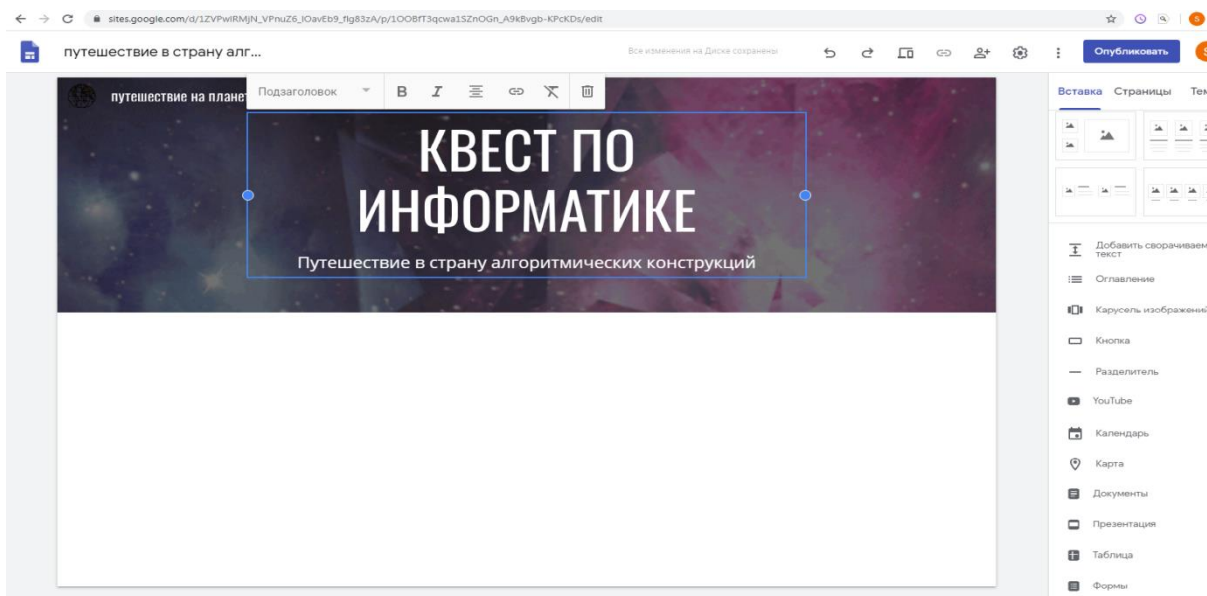 sites.google.com/d/1ZVPwIRMjN_VPnuZ6_IOavEb9_fIg83zA/p/1OOBfT3qcwa1SZnOGn_A9kBvgb-KPcKDs/edit
путешествие в страну алг...
Все изменения на Диске сохранены
Опубликовать
путешествие на планет
Подзаголовок
Вставка Страницы Тем
КВЕСТ ПО
ИНФОРМАТИКЕ
Путешествие в страну алгоритмических конструкций
Добавить сворачиваем
текст
Оглавление
Карусель изображений
Кнопка
Разделитель
YouTube
Календарь
Карта
Документы
Презентация
Таблица
Формы